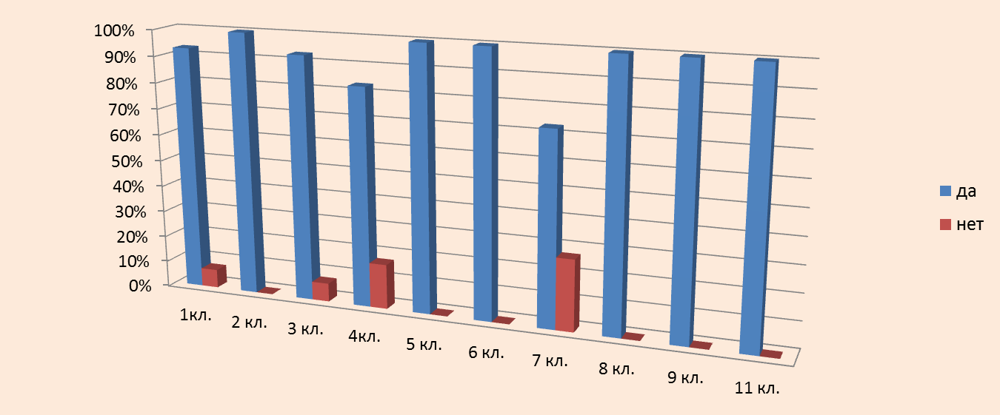 100%
90%
80%
70%
60%
50%
40%
30%
20%
10%
0%
1кл.
2 кл.
3 кл.
4кл.
5 кл.
6 кл.
7 кл.
8 кл.
9 кл.
11 кл.
да
нет